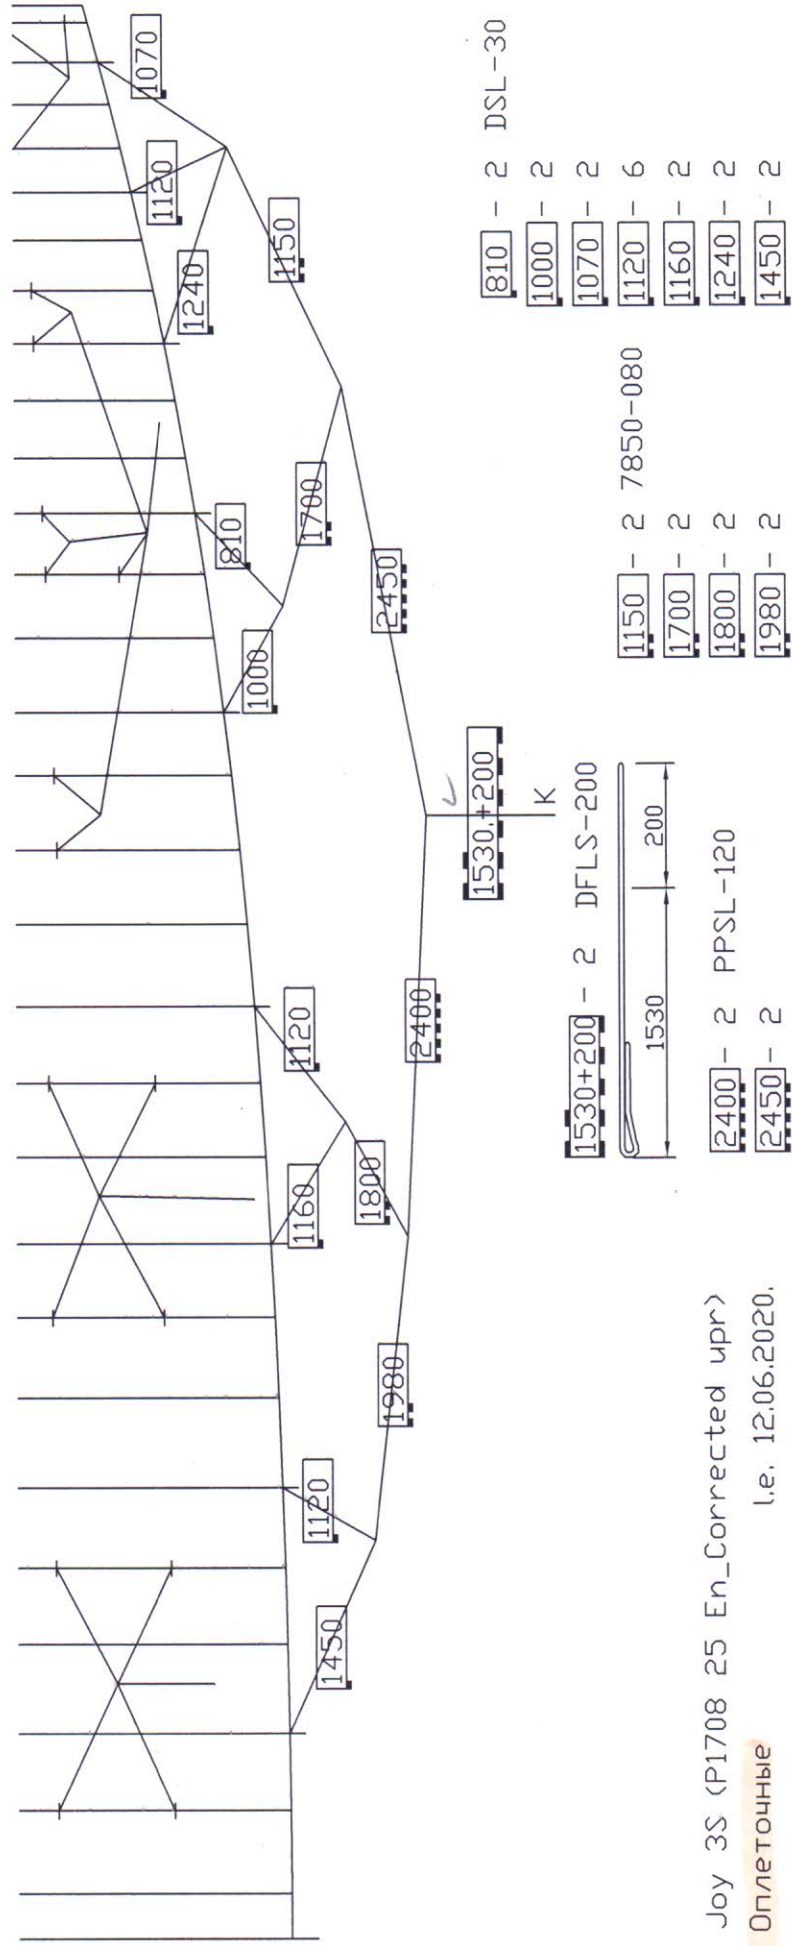 1450
1120
1980
1160
1120
1800
2400
1530+200
K
1000
810
1700
2450
1240
1120
1070
1150
1530+200 - 2 DFLS-200
1530
200
2400 - 2 PPSL-120
2450 - 2
1150 - 2 7850-080
1700 - 2
1800 - 2
1980 - 2
810 - 2 DSL-30
1000 - 2
1070 - 2
1120 - 6
1160 - 2
1240 - 2
1450 - 2
Joy 3S (P1708 25 En_Corrected upr)
l.e. 12.06.2020.
Оплеточные